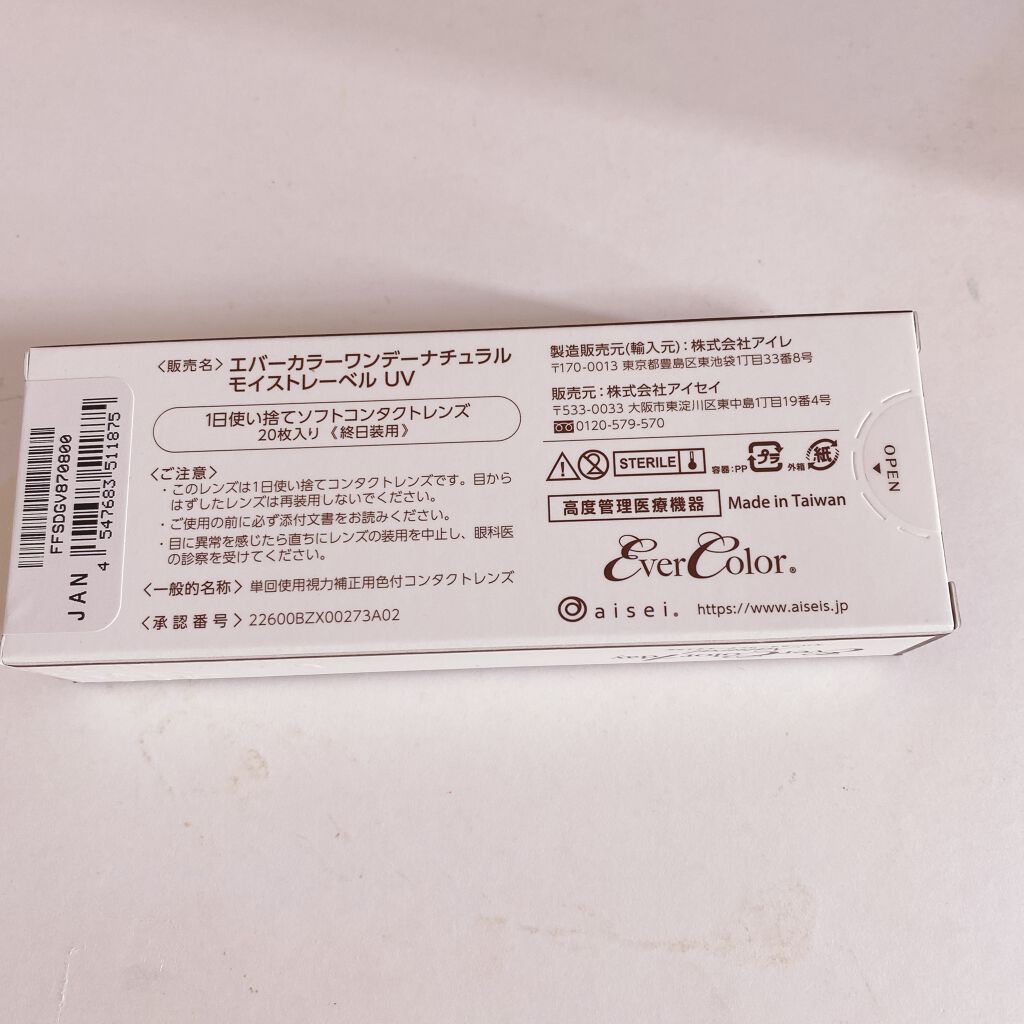 〈販売名〉エバーカラーワンデーナチュラル
モイストレーベル UV
1日使い捨てソフトコンタクトレンズ
20枚入り《終日装用》
〈ご注意〉
・このレンズは1日使い捨てコンタクトレンズです。目から
はずしたレンズは再装用しないでください。
・ご使用の前に必ず添付文書をお読みください。
・目に異常を感じたら直ちにレンズの装用を中止し、眼科医
の診察を受けてください。
〈一般的名称〉単回使用視力補正用色付コンタクトレンズ
〈承認番号〉22600BZX00273A02
製造販売元(輸入元):株式会社アイレ
〒170-0013 東京都豊島区東池袋1丁目33番8号
販売元:株式会社アイセイ
〒533-0033 大阪市東淀川区東中島1丁目19番4号
0120-579-570
STERILE
容器:PP
プラ
外箱
紙
高度管理医療機器
Made in Taiwan
EverColor®
aisei. https://www.aiseis.jp
OPEN
FFSDGV870800
JAN
4 547683 511875